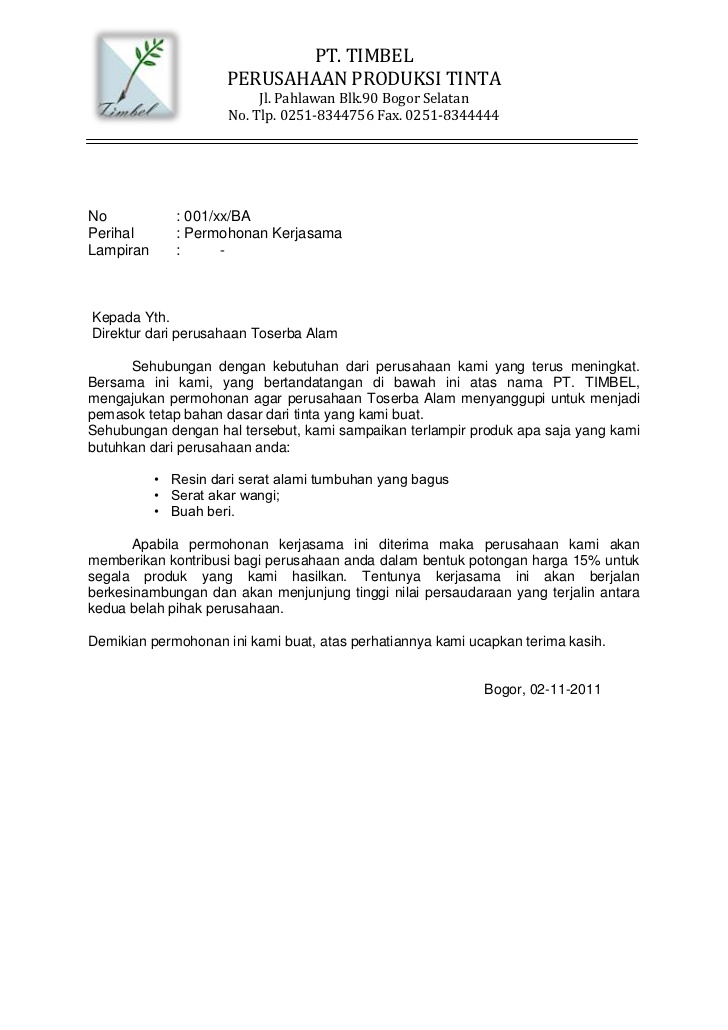 Timbel
PT. TIMBEL
PERUSAHAAN PRODUKSI TINTA
Jl. Pahlawan Blk.90 Bogor Selatan
No. Tlp. 0251-8344756 Fax. 0251-8344444
No : 001/xx/BA
Perihal : Permohonan Kerjasama
Lampiran : -
Kepada Yth.
Direktur dari perusahaan Toserba Alam
Sehubungan dengan kebutuhan dari perusahaan kami yang terus meningkat.
Bersama ini kami, yang bertandatangan di bawah ini atas nama PT. TIMBEL,
mengajukan permohonan agar perusahaan Toserba Alam menyanggupi untuk menjadi
pemasok tetap bahan dasar dari tinta yang kami buat.
Sehubungan dengan hal tersebut, kami sampaikan terlampir produk apa saja yang kami
butuhkan dari perusahaan anda:
• Resin dari serat alami tumbuhan yang bagus
• Serat akar wangi;
• Buah beri.
Apabila permohonan kerjasama ini diterima maka perusahaan kami akan
memberikan kontribusi bagi perusahaan anda dalam bentuk potongan harga 15% untuk
segala produk yang kami hasilkan. Tentunya kerjasama ini akan berjalan
berkesinambungan dan akan menjunjung tinggi nilai persaudaraan yang terjalin antara
kedua belah pihak perusahaan.
Demikian permohonan ini kami buat, atas perhatiannya kami ucapkan terima kasih.
Bogor, 02-11-2011